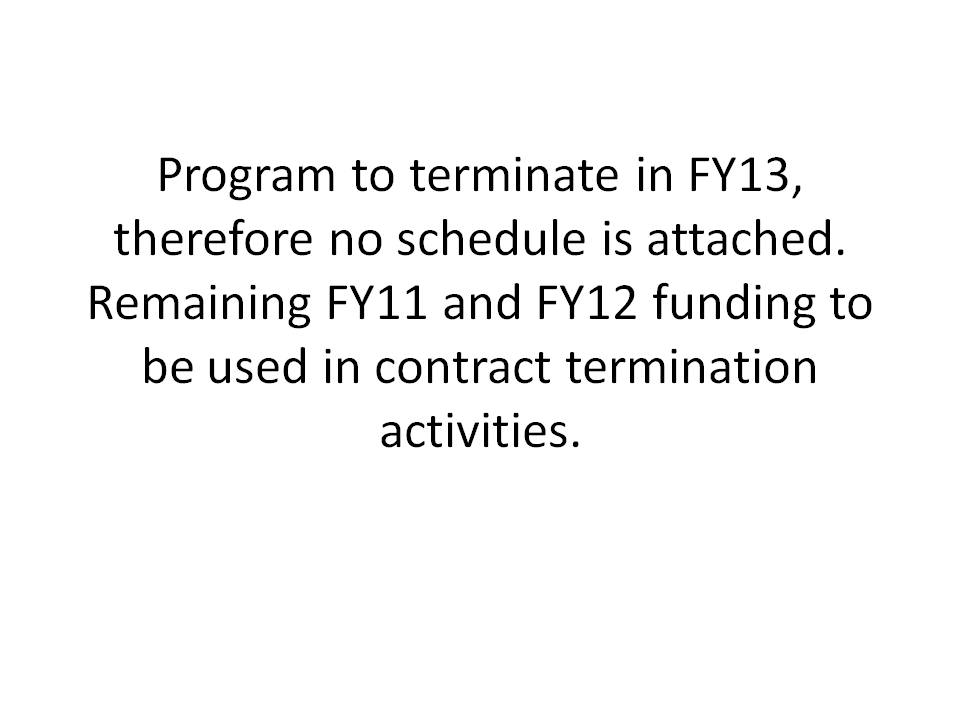 Program to terminate in FY13,
therefore no schedule is attached.
Remaining FY11 and FY12 funding to
be used in contract termination
activities.